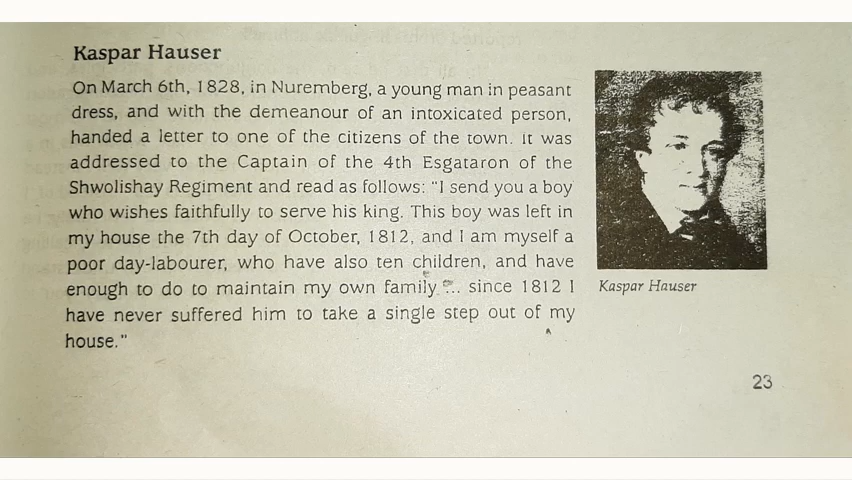 Kaspar Hauser
On March 6th, 1828, in Nuremberg, a young man in peasant
dress, and with the demeanour of an intoxicated person,
handed a letter to one of the citizens of the town. It was
addressed to the Captain of the 4th Esgataron of the
Shwolishay Regiment and read as follows: "I send you a boy
who wishes faithfully to serve his king. This boy was left in
my house the 7th day of October, 1812, and I am myself a
poor day-labourer, who have also ten children, and have
enough to do to maintain my own family ... since 1812 I
have never suffered him to take a single step out of my
house."
Kaspar Hauser
23